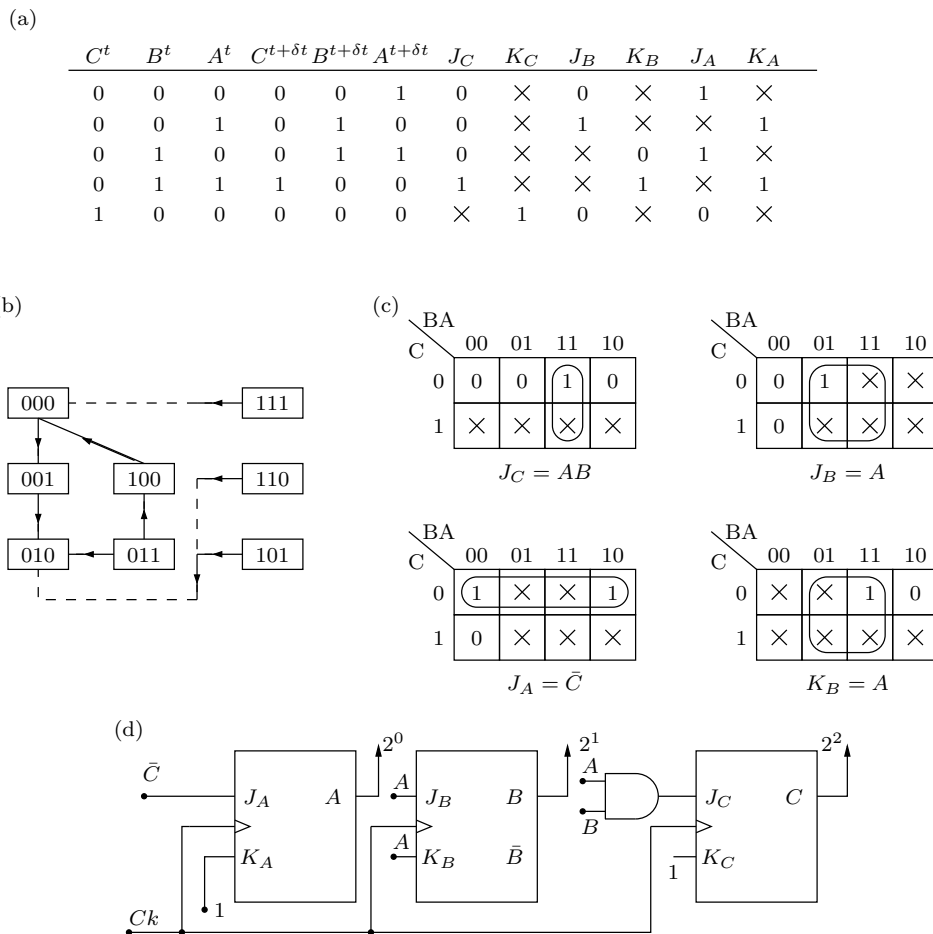 (a)
C^t B^t A^t C^{t+δt} B^{t+δt} A^{t+δt} J_C K_C J_B K_B J_A K_A
0 0 0 0 0 1 0 × 0 × 1 ×
0 0 1 0 1 0 0 × 1 × × 1
0 1 0 0 1 1 0 × × 0 1 ×
0 1 1 1 0 0 1 × × 1 × 1
1 0 0 0 0 0 × 1 0 × 0 ×
b)
000 111
001 100 110
010 011 101
(c)
BA
C 00 01 11 10
0 0 0 1 0
1 × × × ×
J_C = AB
BA
C 00 01 11 10
0 0 1 × ×
1 0 × × ×
J_B = A
BA
C 00 01 11 10
0 1 × × 1
1 0 × × ×
J_A = C̄
BA
C 00 01 11 10
0 × × 1 0
1 × × × ×
K_B = A
(d)
2^0 2^1 2^2
C̄ A A
J_A A J_B B J_C C
B
A
K_A K_B B̄ K_C
1 1
Ck